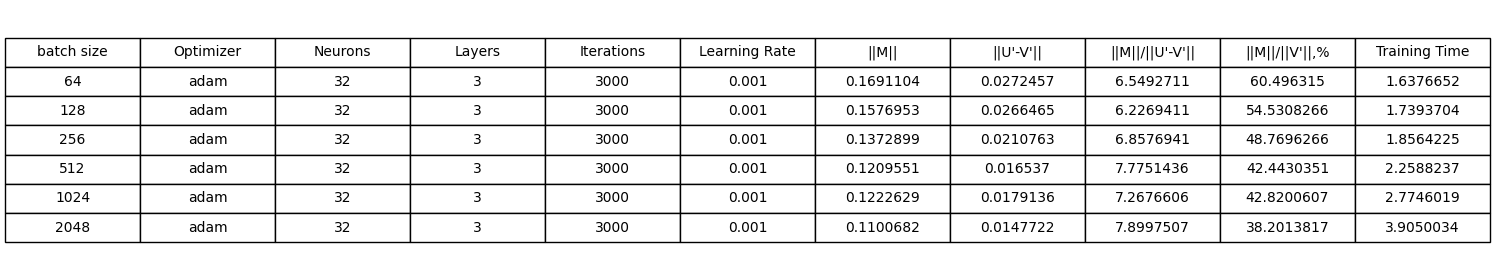 batch size Optimizer Neurons Layers Iterations Learning Rate ||M|| ||U'-V'|| ||M||/||U'-V'|| ||M||/||V'||,% Training Time
64 adam 32 3 3000 0.001 0.1691104 0.0272457 6.5492711 60.496315 1.6376652
128 adam 32 3 3000 0.001 0.1576953 0.0266465 6.2269411 54.5308266 1.7393704
256 adam 32 3 3000 0.001 0.1372899 0.0210763 6.8576941 48.7696266 1.8564225
512 adam 32 3 3000 0.001 0.1209551 0.016537 7.7751436 42.4430351 2.2588237
1024 adam 32 3 3000 0.001 0.1222629 0.0179136 7.2676606 42.8200607 2.7746019
2048 adam 32 3 3000 0.001 0.1100682 0.0147722 7.8997507 38.2013817 3.9050034